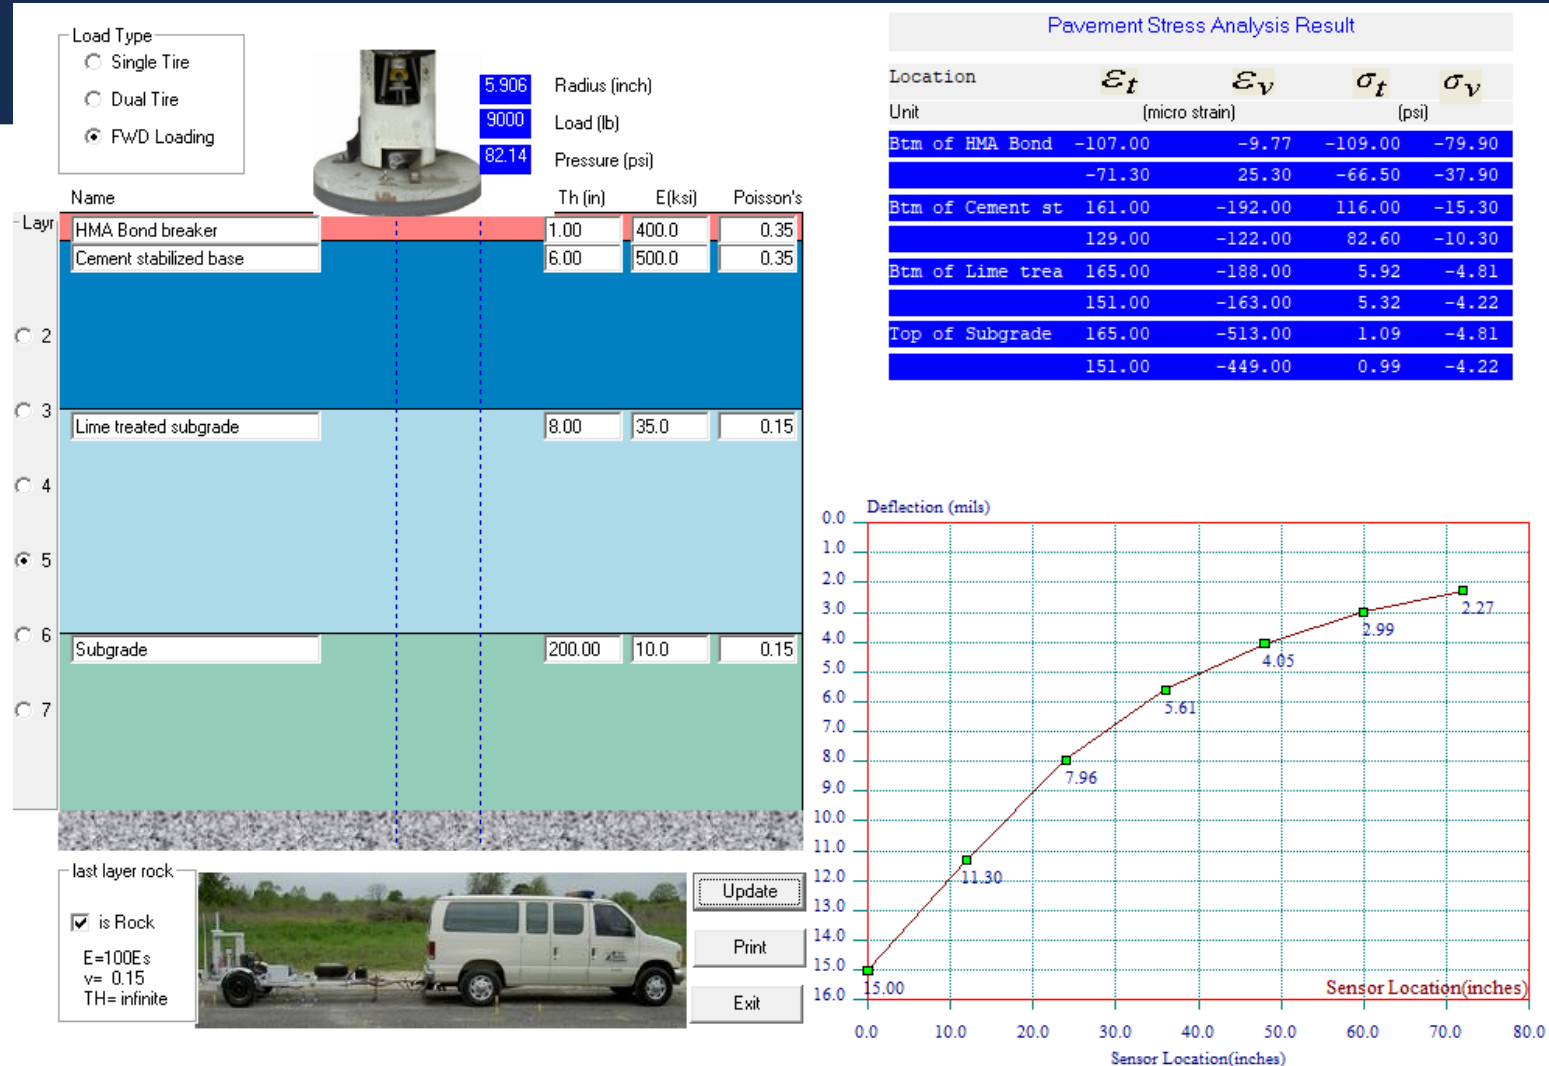 Load Type
Single Tire
Dual Tire
FWD Loading
5.906 Radius (inch)
9000 Load (lb)
82.14 Pressure (psi)
Name Th (in) E(ksi) Poisson's
Layr
HMA Bond breaker 1.00 400.0 0.35
Cement stabilized base 6.00 500.0 0.35
2
3
Lime treated subgrade 8.00 35.0 0.15
4
5
6
Subgrade 200.00 10.0 0.15
7
last layer rock
is Rock
E=100Es
v= 0.15
TH= infinite
Update
Print
Exit
Pavement Stress Analysis Result
Location εt εv σt σv
Unit (micro strain) (psi)
Btm of HMA Bond -107.00 -9.77 -109.00 -79.90
-71.30 25.30 -66.50 -37.90
Btm of Cement st 161.00 -192.00 116.00 -15.30
129.00 -122.00 82.60 -10.30
Btm of Lime trea 165.00 -188.00 5.92 -4.81
151.00 -163.00 5.32 -4.22
Top of Subgrade 165.00 -513.00 1.09 -4.81
151.00 -449.00 0.99 -4.22
Deflection (mils)
0.0
1.0
2.0
3.0
4.0
5.0
6.0
7.0
8.0
9.0
10.0
11.0
12.0
13.0
14.0
15.0
16.0
15.00
11.30
7.96
5.61
4.05
2.99
2.27
Sensor Location(inches)
0.0 10.0 20.0 30.0 40.0 50.0 60.0 70.0 80.0
Sensor Location(inches)